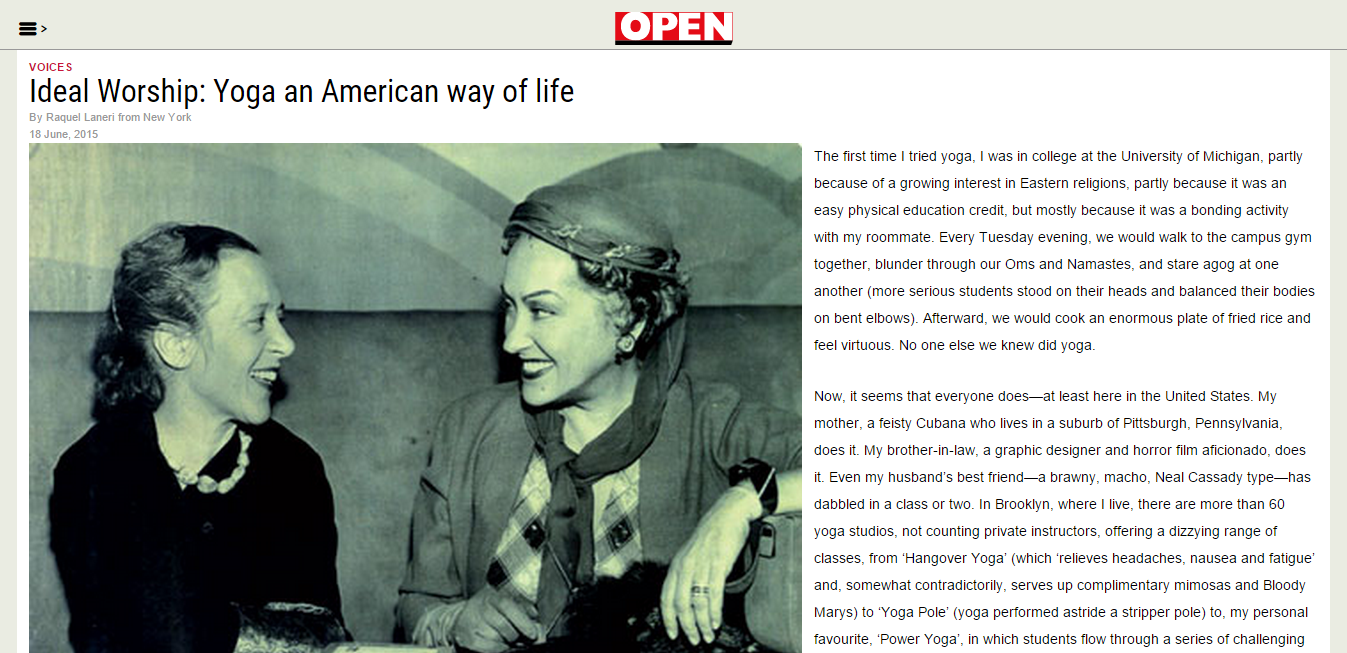 >
OPEN
VOICES
Ideal Worship: Yoga an American way of life
By Raquel Laneri from New York
18 June, 2015
The first time I tried yoga, I was in college at the University of Michigan, partly
because of a growing interest in Eastern religions, partly because it was an
easy physical education credit, but mostly because it was a bonding activity
with my roommate. Every Tuesday evening, we would walk to the campus gym
together, blunder through our Oms and Namastes, and stare agog at one
another (more serious students stood on their heads and balanced their bodies
on bent elbows). Afterward, we would cook an enormous plate of fried rice and
feel virtuous. No one else we knew did yoga.
Now, it seems that everyone does—at least here in the United States. My
mother, a feisty Cubana who lives in a suburb of Pittsburgh, Pennsylvania,
does it. My brother-in-law, a graphic designer and horror film aficionado, does
it. Even my husband’s best friend—a brawny, macho, Neal Cassady type—has
dabbled in a class or two. In Brooklyn, where I live, there are more than 60
yoga studios, not counting private instructors, offering a dizzying range of
classes, from ‘Hangover Yoga’ (which ‘relieves headaches, nausea and fatigue’
and, somewhat contradictorily, serves up complimentary mimosas and Bloody
Marys) to ‘Yoga Pole’ (yoga performed astride a stripper pole) to, my personal
favourite, ‘Power Yoga’, in which students flow through a series of challenging